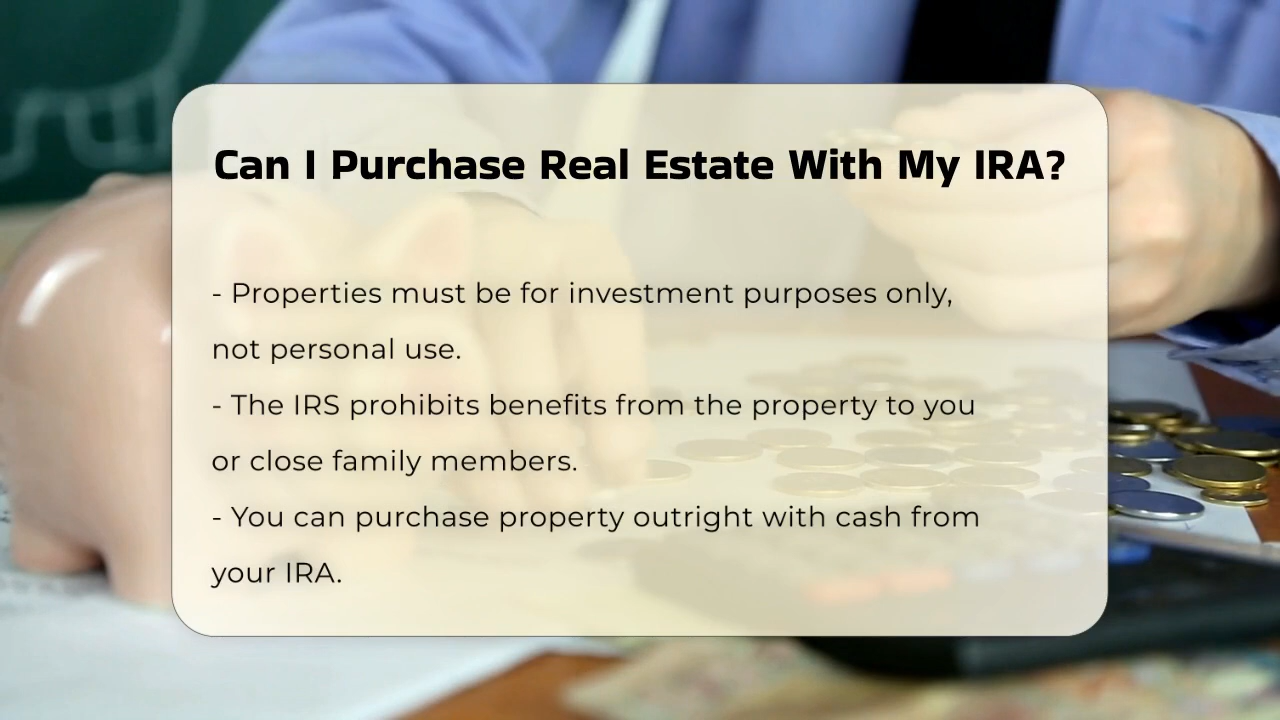 Can I Purchase Real Estate With My IRA?
- Properties must be for investment purposes only,
not personal use.
- The IRS prohibits benefits from the property to you
or close family members.
- You can purchase property outright with cash from
your IRA.